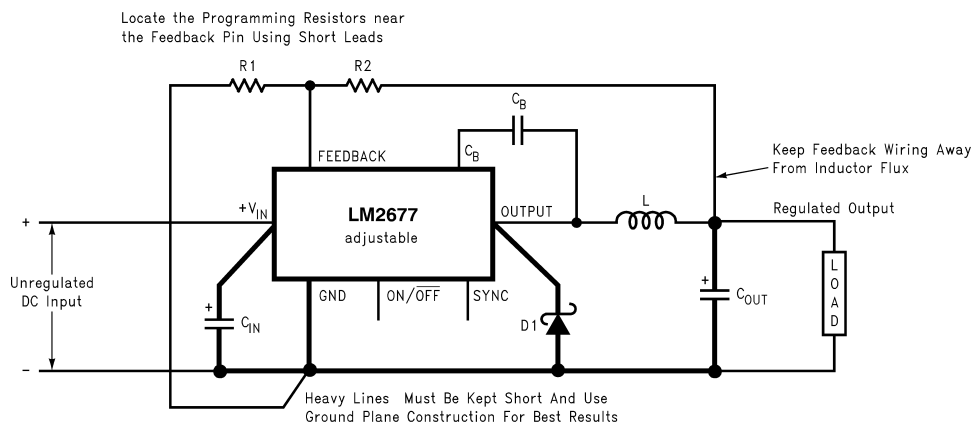 Locate the Programming Resistors near
the Feedback Pin Using Short Leads
R1
R2
C_B
FEEDBACK
C_B
Keep Feedback Wiring Away
From Inductor Flux
+V_IN
LM2677
adjustable
OUTPUT
L
Regulated Output
+
Unregulated
DC Input
-
+
C_IN
GND
ON/O̅F̅F̅
SYNC
D1
+
C_OUT
LOAD
Heavy Lines Must Be Kept Short And Use
Ground Plane Construction For Best Results